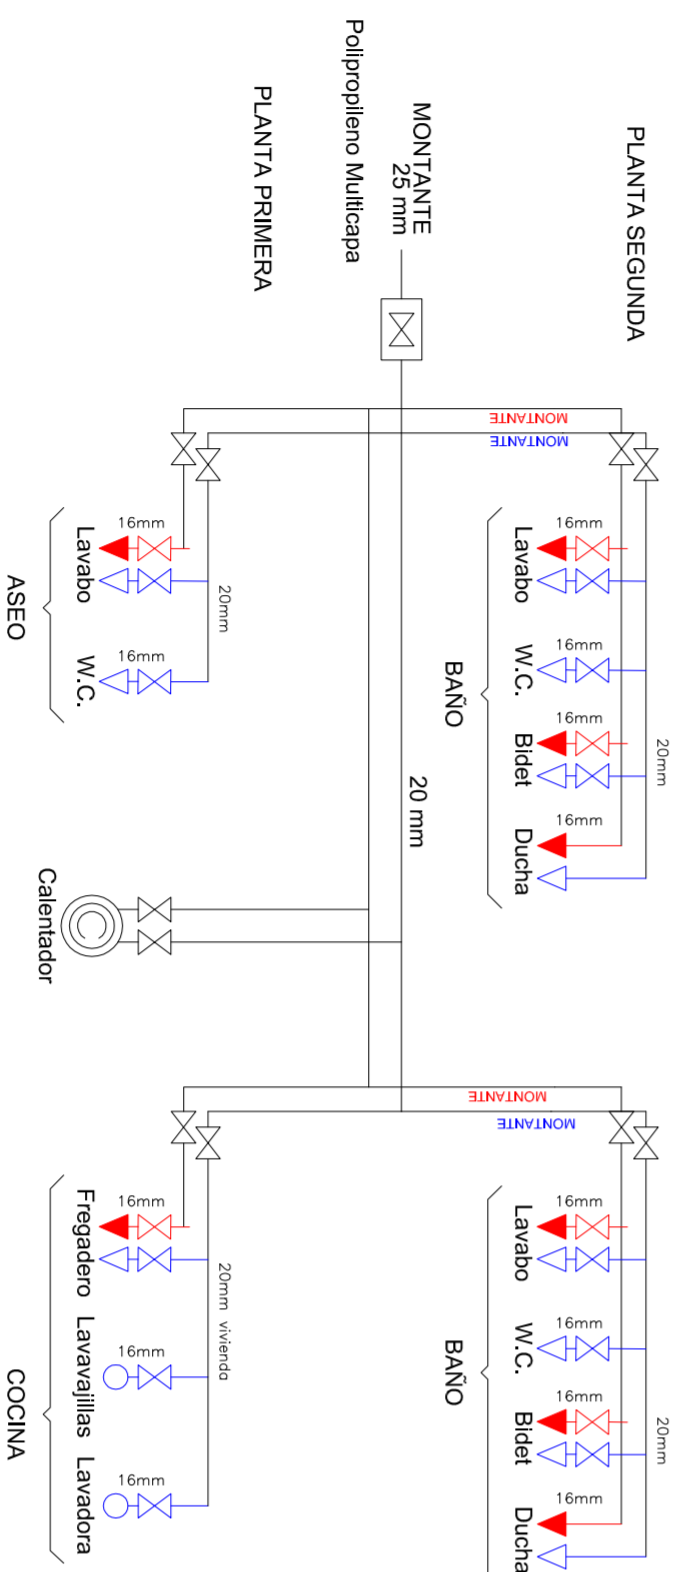 PLANTA SEGUNDA
MONTANTE
25 mm
Polipropileno Multicapa
PLANTA PRIMERA
MONTANTE
MONTANTE
16mm
Lavabo
16mm
W.C.
16mm
Bidet
16mm
Ducha
20mm
BAÑO
20 mm
16mm
Lavabo
16mm
W.C.
20mm
ASEO
Calentador
MONTANTE
MONTANTE
16mm
Lavabo
16mm
W.C.
16mm
Bidet
16mm
Ducha
20mm
BAÑO
16mm
Fregadero
16mm
Lavavajillas
16mm
Lavadora
20mm vivienda
COCINA